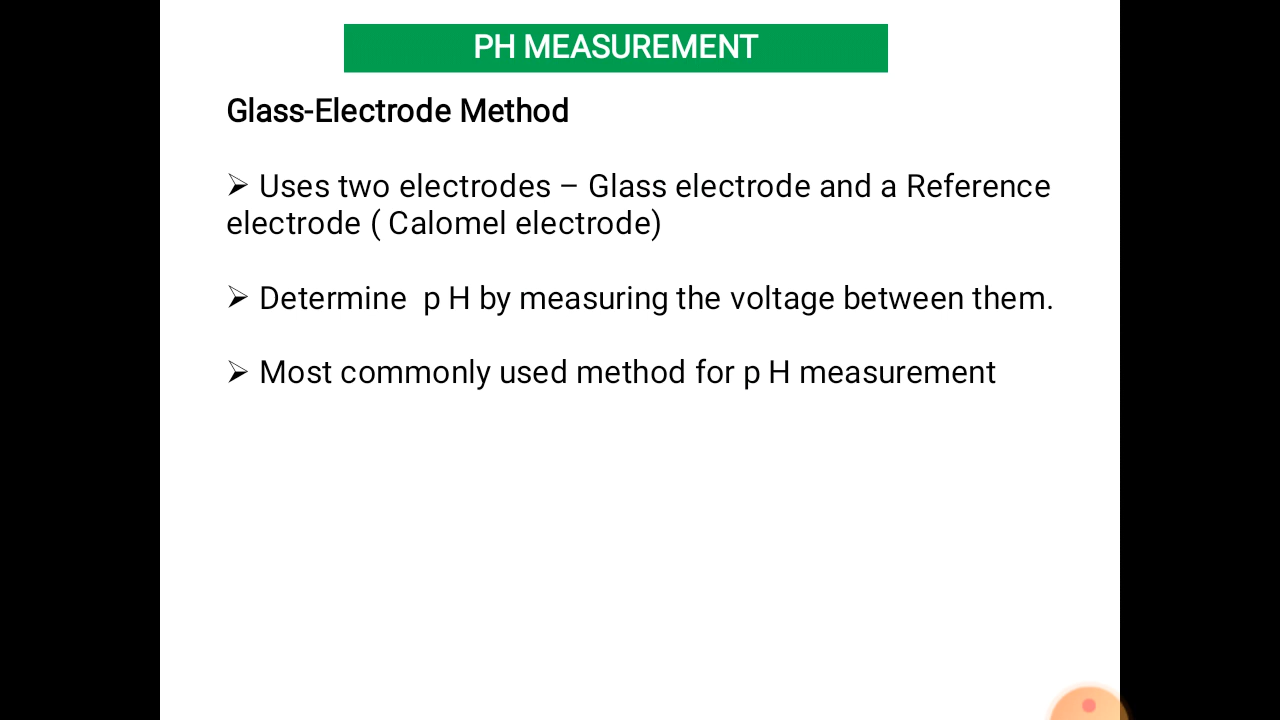 PH MEASUREMENT
Glass-Electrode Method
➢ Uses two electrodes – Glass electrode and a Reference
electrode ( Calomel electrode)
➢ Determine  p H by measuring the voltage between them.
➢ Most commonly used method for p H measurement